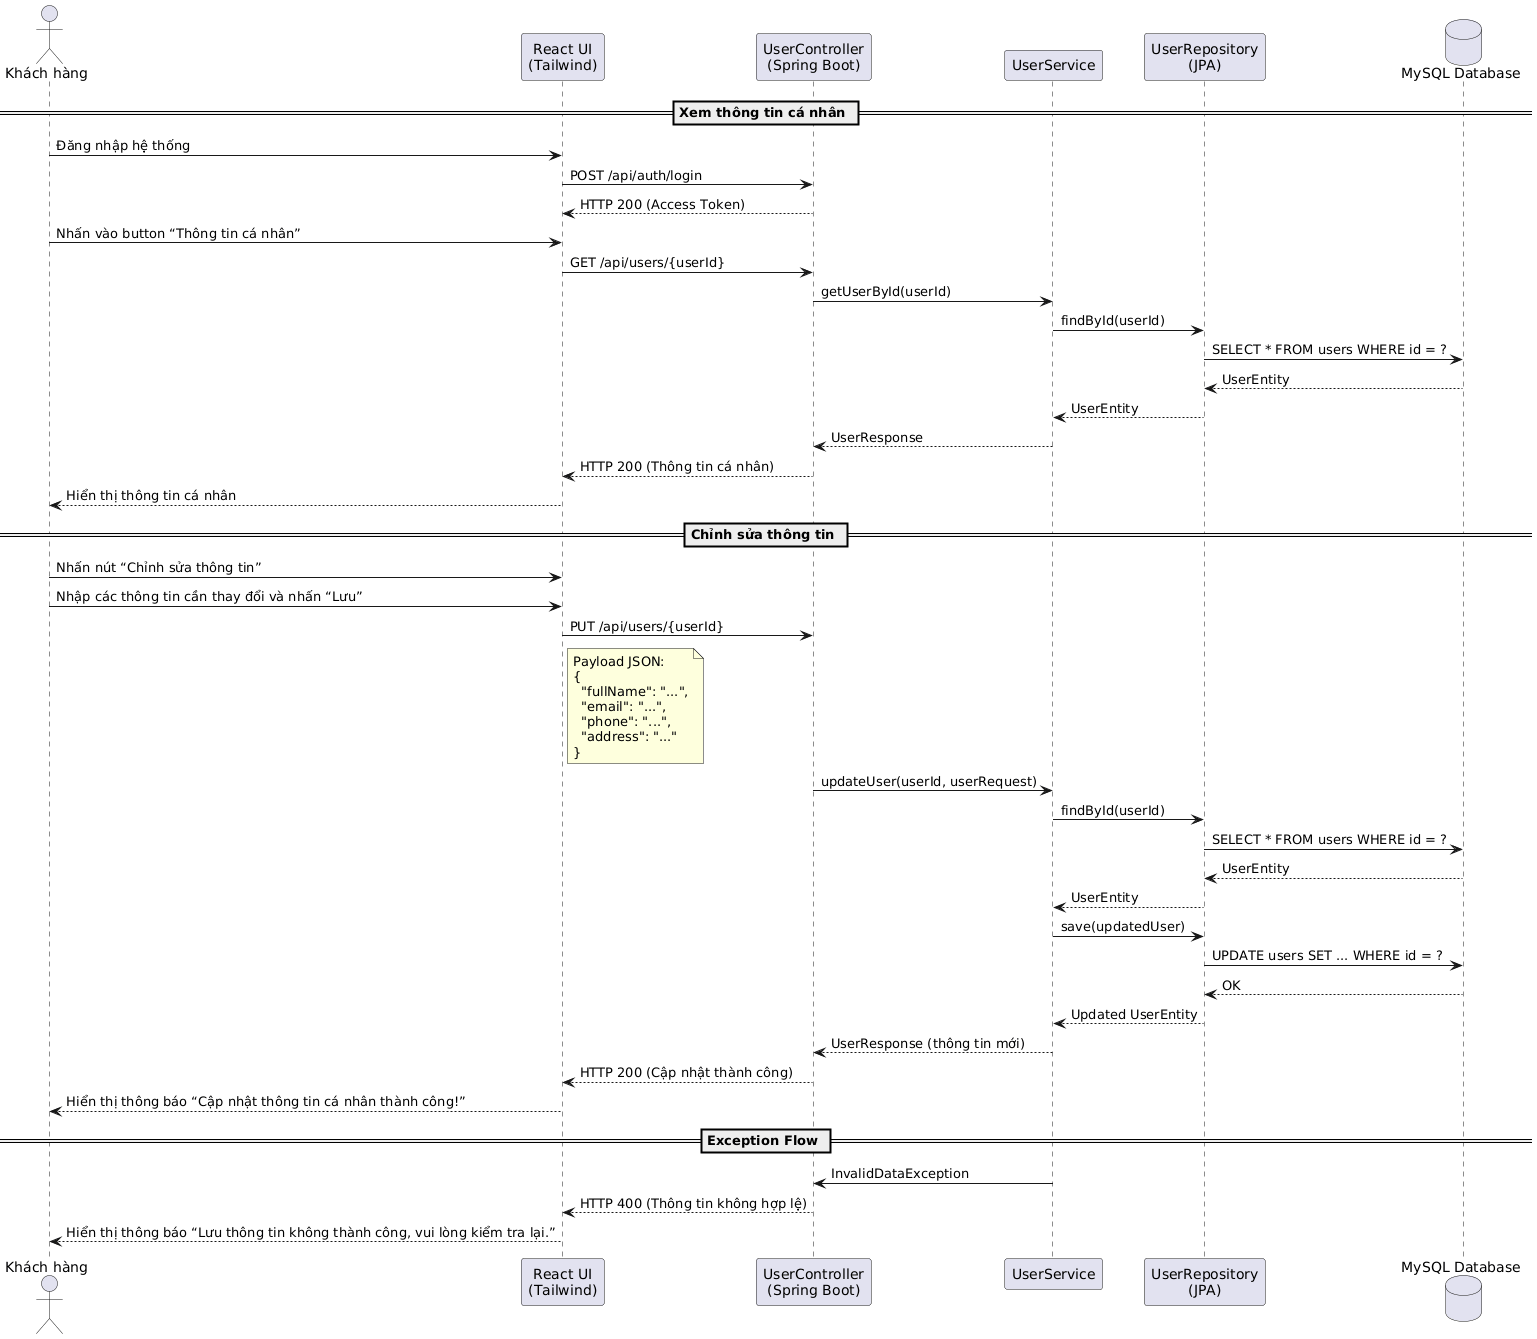 Khách hàng
React UI
(Tailwind)
UserController
(Spring Boot)
UserService
UserRepository
(JPA)
MySQL Database
Xem thông tin cá nhân
Đăng nhập hệ thống
POST /api/auth/login
HTTP 200 (Access Token)
Nhấn vào button “Thông tin cá nhân”
GET /api/users/{userId}
getUserById(userId)
findById(userId)
SELECT * FROM users WHERE id = ?
UserEntity
UserEntity
UserResponse
HTTP 200 (Thông tin cá nhân)
Hiển thị thông tin cá nhân
Chỉnh sửa thông tin
Nhấn nút “Chỉnh sửa thông tin”
Nhập các thông tin cần thay đổi và nhấn “Lưu”
PUT /api/users/{userId}
Payload JSON:
{
"fullName": "...",
"email": "...",
"phone": "...",
"address": "..."
}
updateUser(userId, userRequest)
findById(userId)
SELECT * FROM users WHERE id = ?
UserEntity
UserEntity
save(updatedUser)
UPDATE users SET ... WHERE id = ?
OK
Updated UserEntity
UserResponse (thông tin mới)
HTTP 200 (Cập nhật thành công)
Hiển thị thông báo “Cập nhật thông tin cá nhân thành công!”
Exception Flow
InvalidDataException
HTTP 400 (Thông tin không hợp lệ)
Hiển thị thông báo “Lưu thông tin không thành công, vui lòng kiểm tra lại.”
Khách hàng
React UI
(Tailwind)
UserController
(Spring Boot)
UserService
UserRepository
(JPA)
MySQL Database